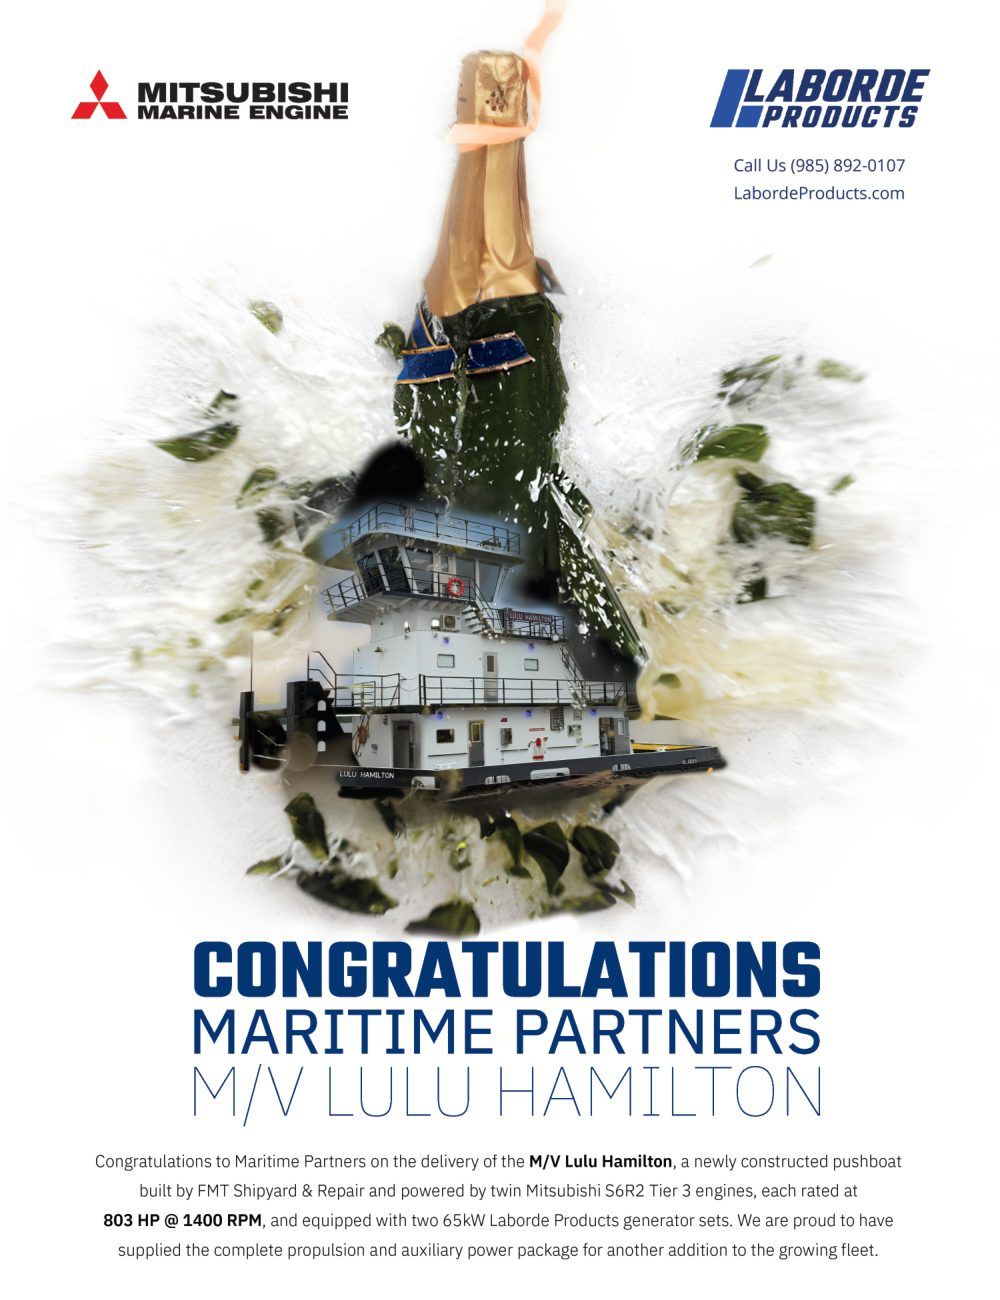 MITSUBISHI
MARINE ENGINE
LABORDE
PRODUCTS
Call Us (985) 892-0107
LabordeProducts.com
LULU HAMILTON
LULU HAMILTON
CONGRATULATIONS
MARITIME PARTNERS
M/V LULU HAMILTON
Congratulations to Maritime Partners on the delivery of the M/V Lulu Hamilton, a newly constructed pushboat
built by FMT Shipyard & Repair and powered by twin Mitsubishi S6R2 Tier 3 engines, each rated at
803 HP @ 1400 RPM, and equipped with two 65kW Laborde Products generator sets. We are proud to have
supplied the complete propulsion and auxiliary power package for another addition to the growing fleet.